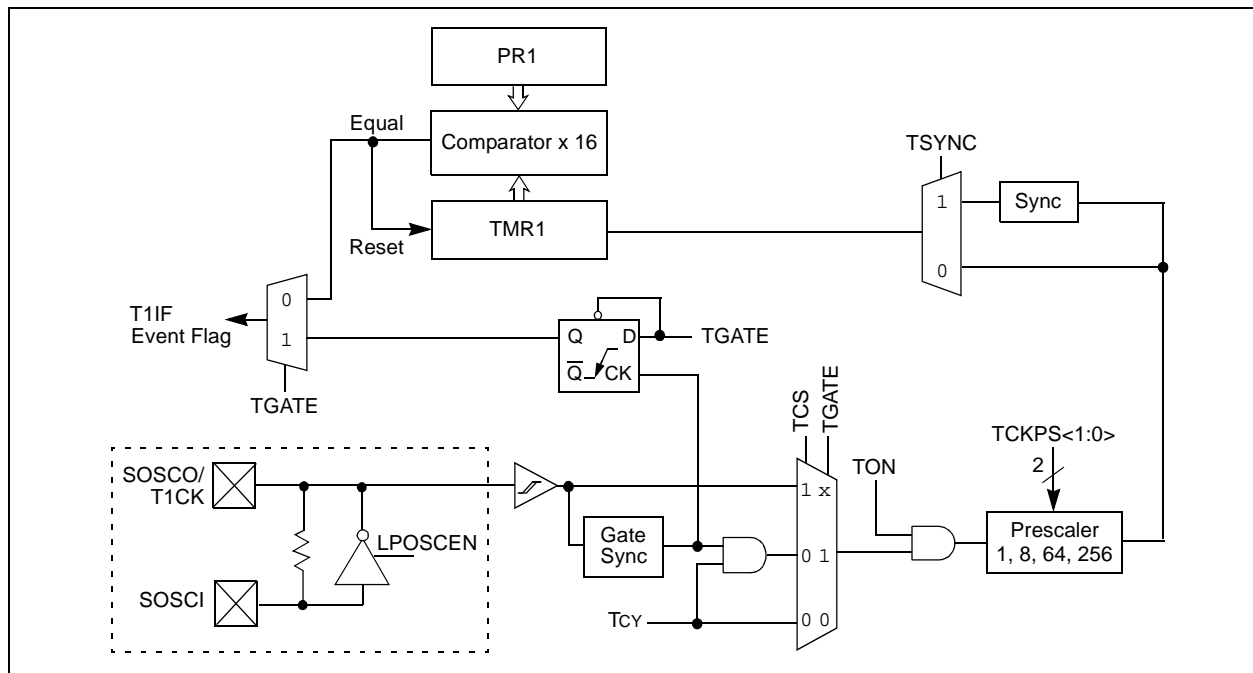 PR1
Equal
Comparator x 16
TSYNC
1
Sync
TMR1
Reset
0
0
T1IF
Event Flag
1
Q
D
TGATE
Q̅
CK
TGATE
TCS
TGATE
TCKPS<1:0>
SOSCO/
T1CK
TON
2
1 x
LPOSCEN
Gate
Sync
0 1
Prescaler
1, 8, 64, 256
SOSCI
TCY
0 0